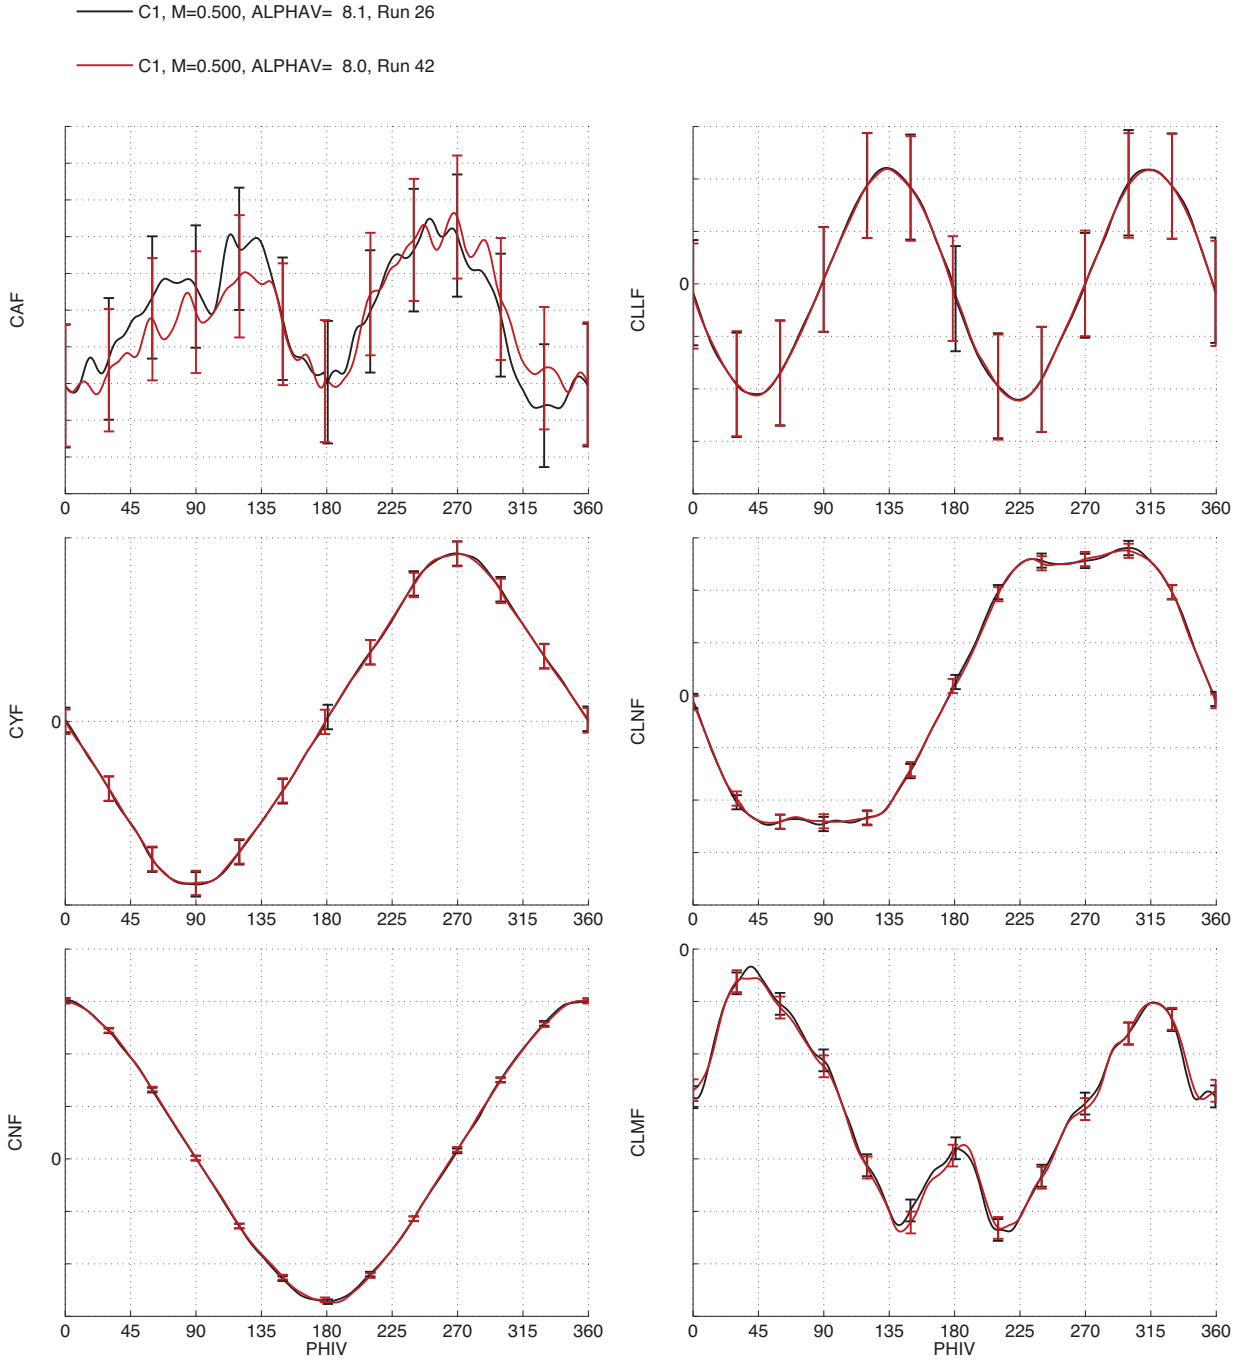 C1, M=0.500, ALPHAV=  8.1, Run 26
C1, M=0.500, ALPHAV=  8.0, Run 42
CAF
0 45 90 135 180 225 270 315 360
CLLF
0
0 45 90 135 180 225 270 315 360
CYF
0
0 45 90 135 180 225 270 315 360
CLNF
0
0 45 90 135 180 225 270 315 360
CNF
0
0 45 90 135 180 225 270 315 360
PHIV
CLMF
0
0 45 90 135 180 225 270 315 360
PHIV